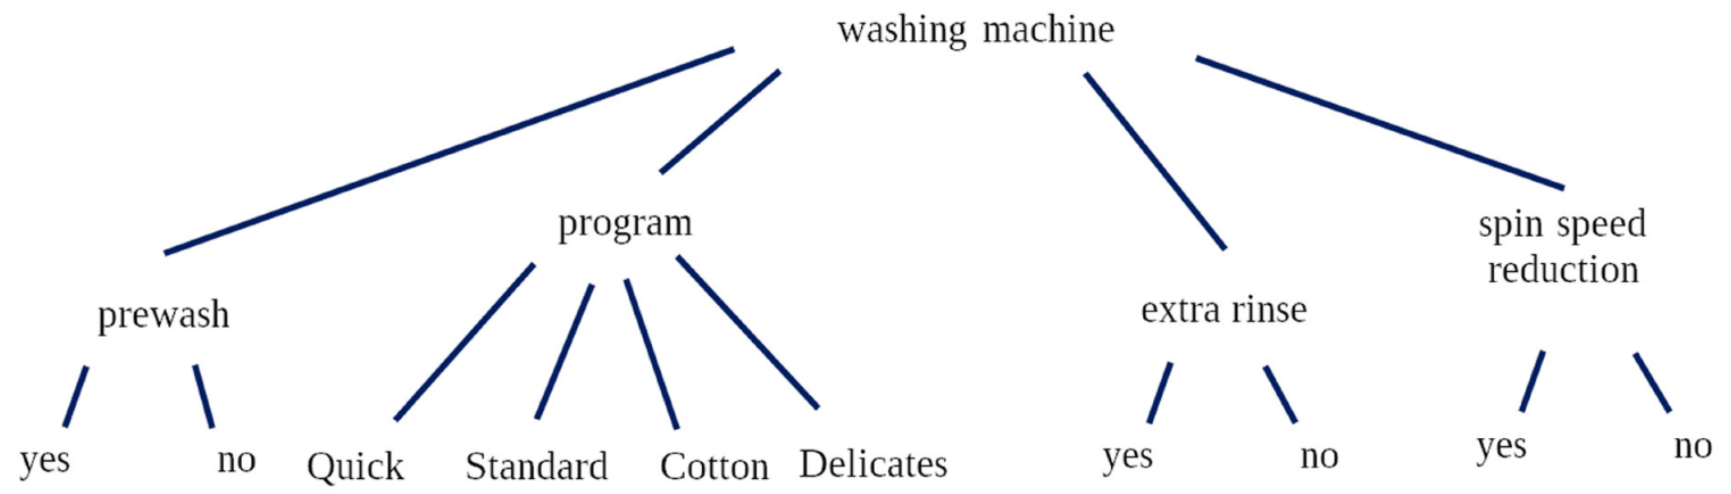 washing machine
program
spin speed
reduction
prewash
extra rinse
yes
no
Quick
Standard
Cotton
Delicates
yes
no
yes
no